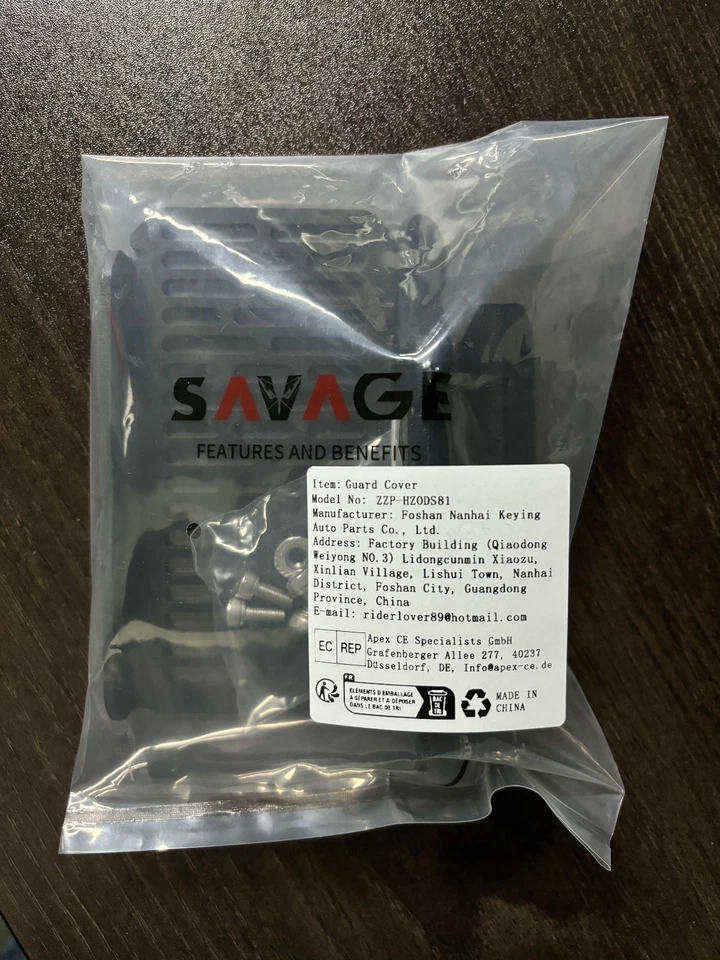 SAVAGE
FEATURES AND BENEFITS
Item: Guard Cover
Model No: ZZP-HZODS81
Manufacturer: Foshan Nanhai Keying
Auto Parts Co., Ltd.
Address: Factory Building (Qiaodong
Weiyong NO.3) Lidongcunmin Xiaozu,
Xinlian Village, Lishui Town, Nanhai
District, Foshan City, Guangdong
Province, China
E-mail: riderlover89@hotmail.com
EC REP
Apex CE Specialists GmbH
Grafenberger Allee 277, 40237
Düsseldorf, DE, Info@apex-ce.de
FR
ÉLÉMENTS D'EMBALLAGE
À SÉPARER ET À DÉPOSER
DANS LE BAC DE TRI
BAC
DE
TRI
MADE IN
CHINA